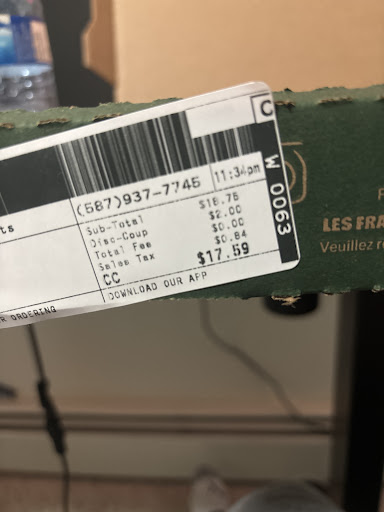 C
(587)937-7745
11:34pm
W 0063
ts
Sub-Total $18.75
Disc-Coup $2.00
Total Fee $0.00
Sales Tax $0.84
CC $17.59
DOWNLOAD OUR APP
R ORDERING
LES FRA
Veuillez re